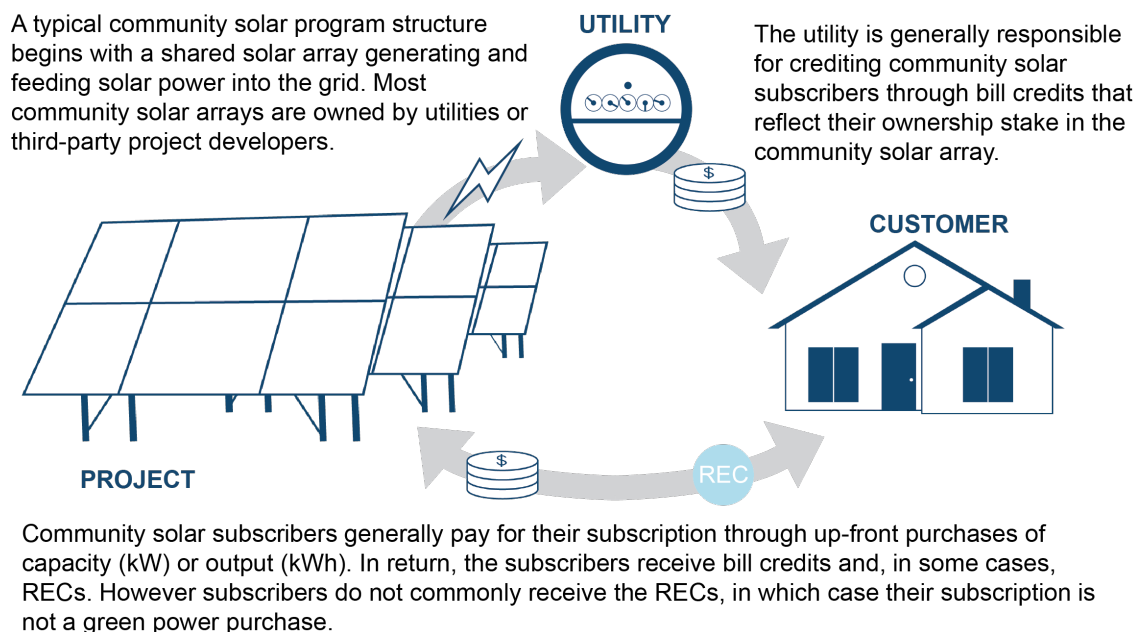 A typical community solar program structure
begins with a shared solar array generating and
feeding solar power into the grid. Most
community solar arrays are owned by utilities or
third-party project developers.
UTILITY
The utility is generally responsible
for crediting community solar
subscribers through bill credits that
reflect their ownership stake in the
community solar array.
$
CUSTOMER
PROJECT
$
REC
Community solar subscribers generally pay for their subscription through up-front purchases of
capacity (kW) or output (kWh). In return, the subscribers receive bill credits and, in some cases,
RECs. However subscribers do not commonly receive the RECs, in which case their subscription is
not a green power purchase.